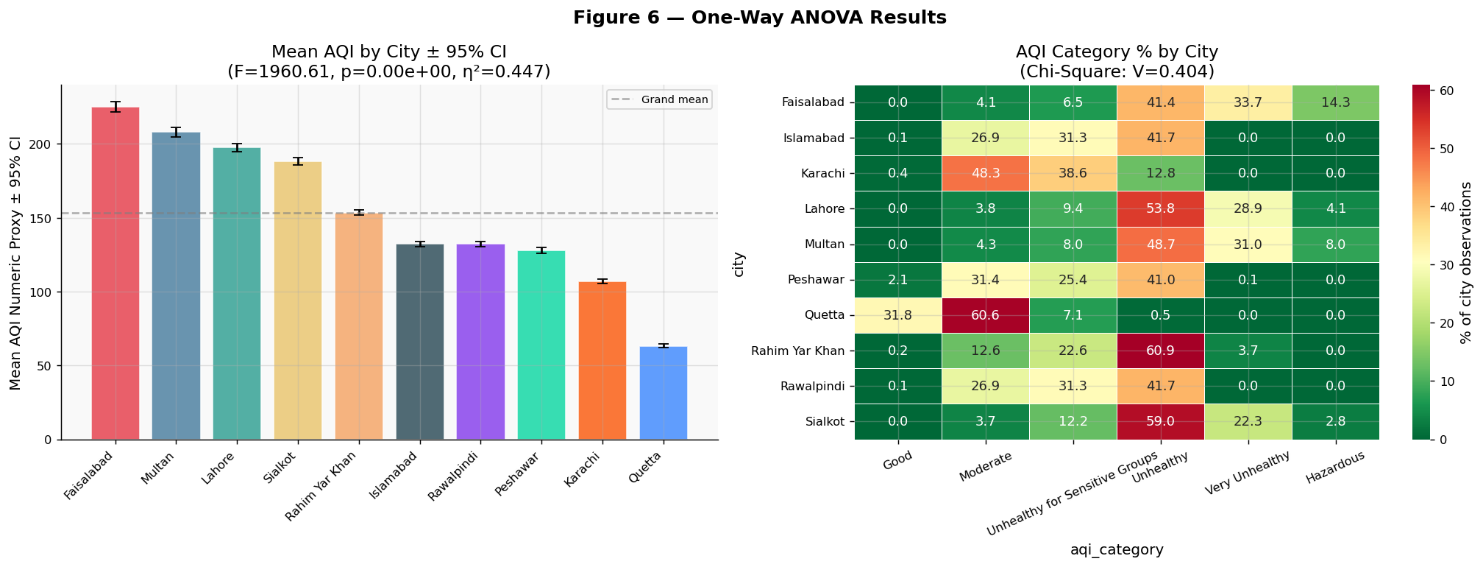 Figure 6 — One-Way ANOVA Results
Mean AQI by City ± 95% CI
(F=1960.61, p=0.00e+00, η²=0.447)
Mean AQI Numeric Proxy ± 95% CI
Grand mean
200
150
100
50
0
Faisalabad
Multan
Lahore
Sialkot
Rahim Yar Khan
Islamabad
Rawalpindi
Peshawar
Karachi
Quetta
AQI Category % by City
(Chi-Square: V=0.404)
city
Faisalabad 0.0 4.1 6.5 41.4 33.7 14.3
Islamabad 0.1 26.9 31.3 41.7 0.0 0.0
Karachi 0.4 48.3 38.6 12.8 0.0 0.0
Lahore 0.0 3.8 9.4 53.8 28.9 4.1
Multan 0.0 4.3 8.0 48.7 31.0 8.0
Peshawar 2.1 31.4 25.4 41.0 0.1 0.0
Quetta 31.8 60.6 7.1 0.5 0.0 0.0
Rahim Yar Khan 0.2 12.6 22.6 60.9 3.7 0.0
Rawalpindi 0.1 26.9 31.3 41.7 0.0 0.0
Sialkot 0.0 3.7 12.2 59.0 22.3 2.8
Good
Moderate
Unhealthy for Sensitive Groups
Unhealthy
Very Unhealthy
Hazardous
aqi_category
60
50
40
30
20
10
0
% of city observations